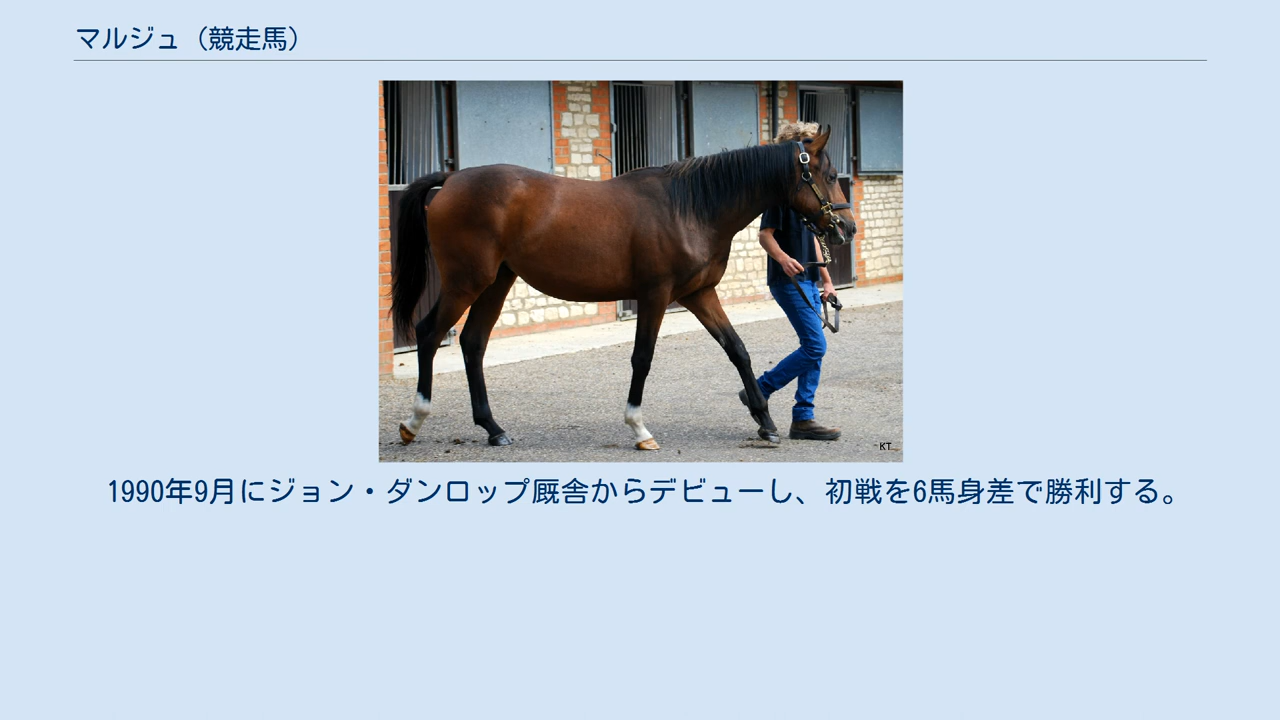 マルジュ（競走馬）
KT
1990年9月にジョン・ダンロップ厩舎からデビューし、初戦を6馬身差で勝利する。